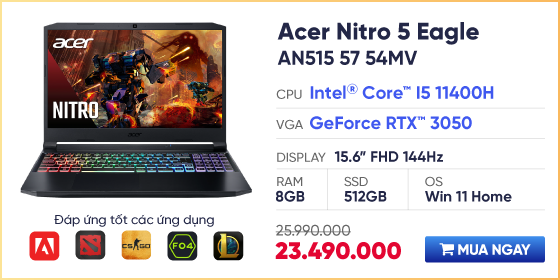 Acer Nitro 5 Eagle
AN515 57 54MV
CPU Intel® Core™ I5 11400H
VGA GeForce RTX™ 3050
DISPLAY 15.6” FHD 144Hz
RAM SSD OS
8GB 512GB Win 11 Home
25.990.000
23.490.000
MUA NGAY
acer
NITRO
acer
Đáp ứng tốt các ứng dụng
CS:GO
FO4